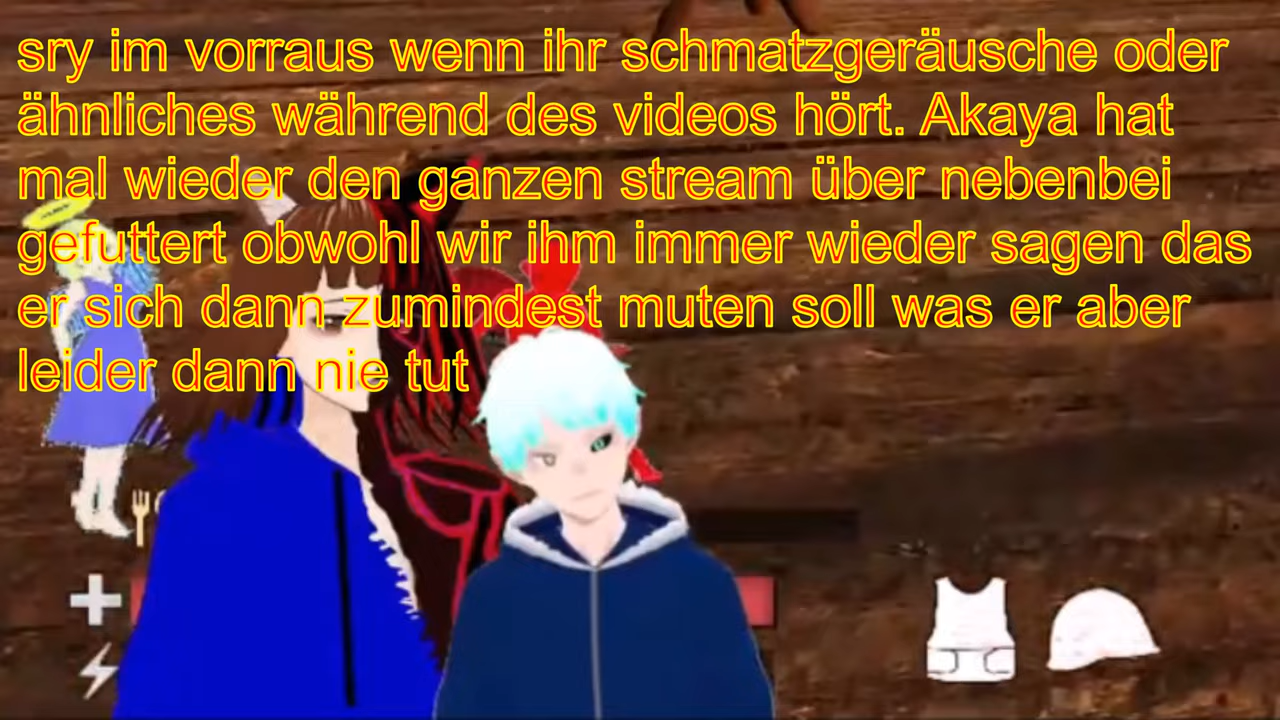 sry im vorraus wenn ihr schmatzgeräusche oder
ähnliches während des videos hört. Akaya hat
mal wieder den ganzen stream über nebenbei
gefuttert obwohl wir ihm immer wieder sagen das
er sich dann zumindest muten soll was er aber
leider dann nie tut